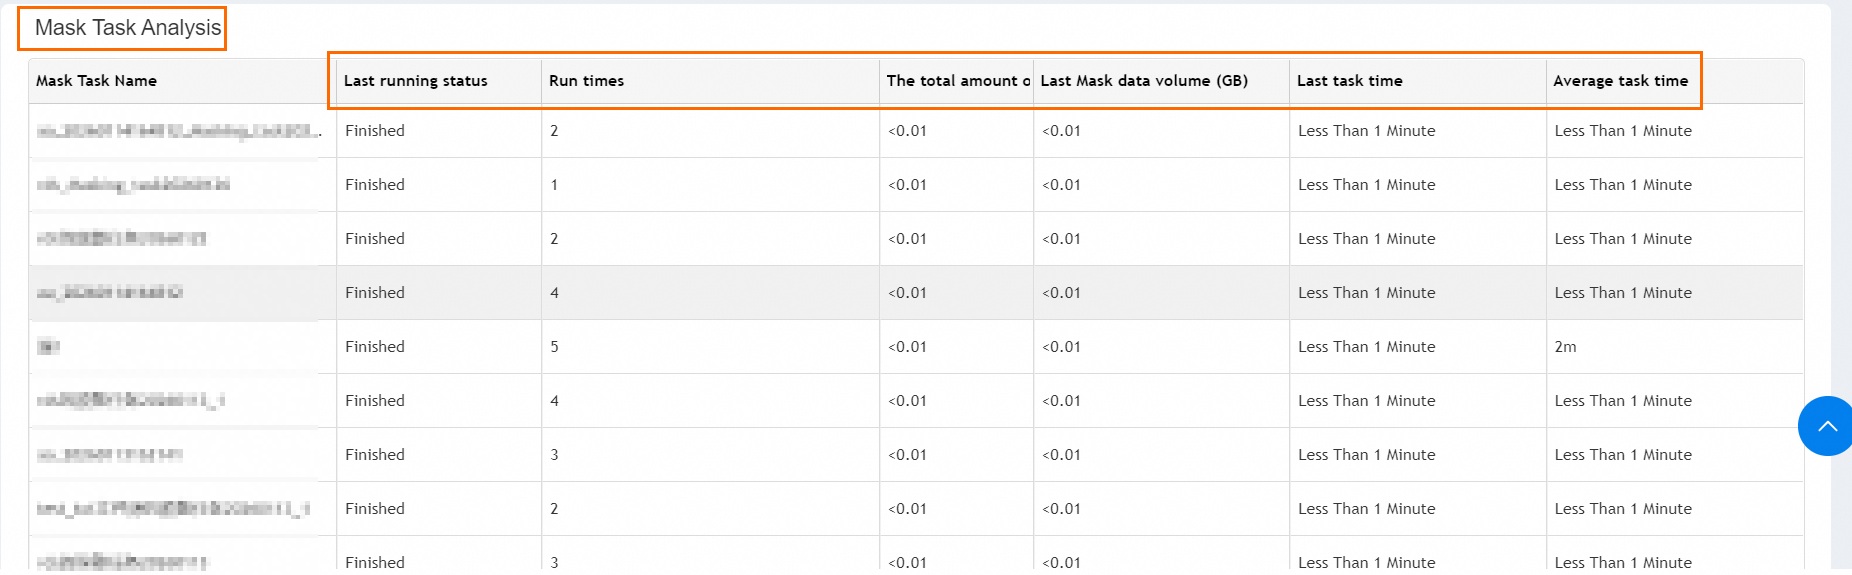 Mask Task Analysis
Mask Task Name Last running status Run times The total amount o Last Mask data volume (GB) Last task time Average task time
Finished 2 <0.01 <0.01 Less Than 1 Minute Less Than 1 Minute
Finished 1 <0.01 <0.01 Less Than 1 Minute Less Than 1 Minute
Finished 2 <0.01 <0.01 Less Than 1 Minute Less Than 1 Minute
Finished 4 <0.01 <0.01 Less Than 1 Minute Less Than 1 Minute
Finished 5 <0.01 <0.01 Less Than 1 Minute 2m
Finished 4 <0.01 <0.01 Less Than 1 Minute Less Than 1 Minute
Finished 3 <0.01 <0.01 Less Than 1 Minute Less Than 1 Minute
Finished 2 <0.01 <0.01 Less Than 1 Minute Less Than 1 Minute
Finished 3 <0.01 <0.01 Less Than 1 Minute Less Than 1 Minute